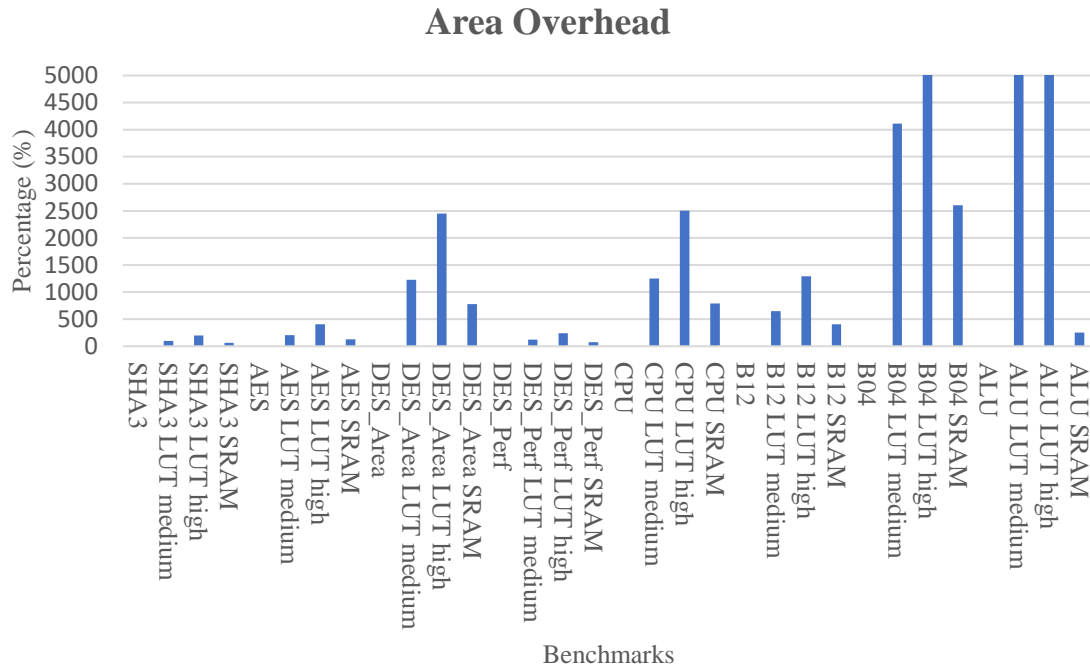 Area Overhead
Percentage (%)
5000
4500
4000
3500
3000
2500
2000
1500
1000
500
0
SHA3
SHA3 LUT medium
SHA3 LUT high
SHA3 SRAM
AES
AES LUT medium
AES LUT high
AES SRAM
DES_Area
DES_Area LUT medium
DES_Area LUT high
DES_Area SRAM
DES_Perf
DES_Perf LUT medium
DES_Perf LUT high
DES_Perf SRAM
CPU
CPU LUT medium
CPU LUT high
CPU SRAM
B12
B12 LUT medium
B12 LUT high
B12 SRAM
B04
B04 LUT medium
B04 LUT high
B04 SRAM
ALU
ALU LUT medium
ALU LUT high
ALU SRAM
Benchmarks